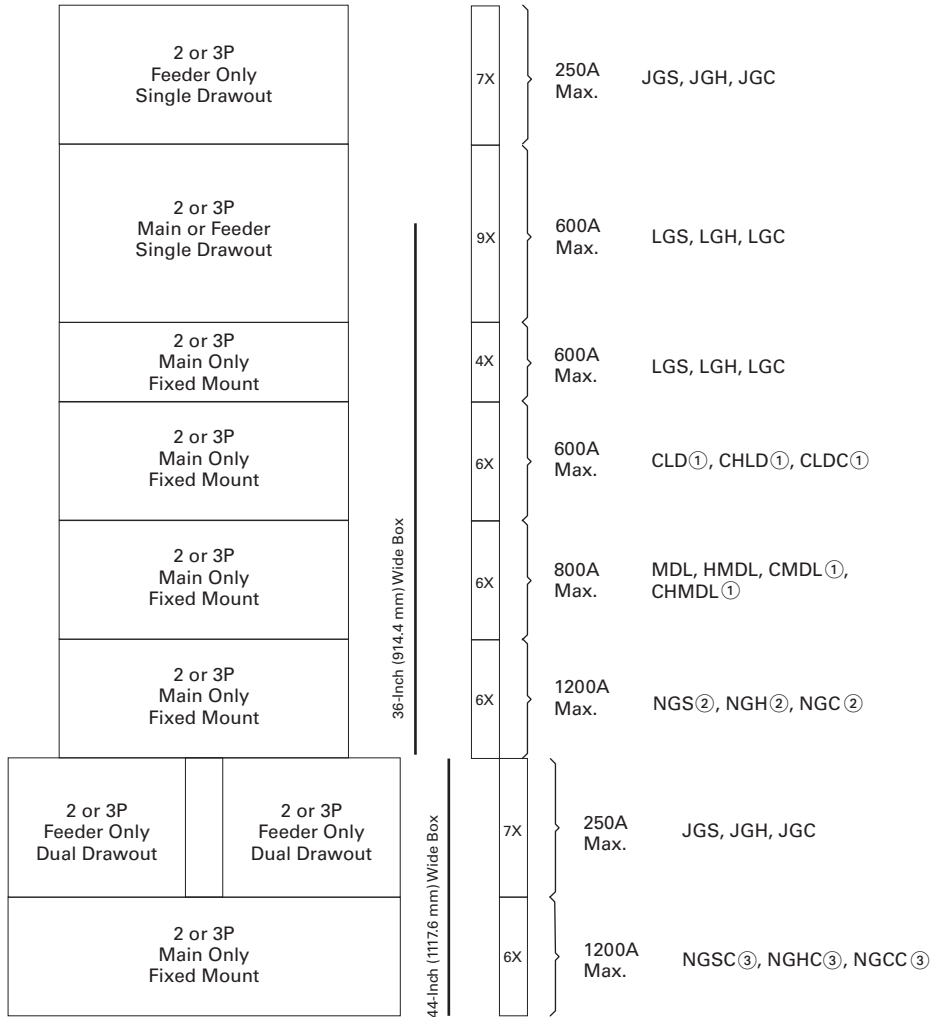 2 or 3P
Feeder Only
Single Drawout
7X
250A
Max.
JGS, JGH, JGC
2 or 3P
Main or Feeder
Single Drawout
9X
600A
Max.
LGS, LGH, LGC
2 or 3P
Main Only
Fixed Mount
4X
600A
Max.
LGS, LGH, LGC
2 or 3P
Main Only
Fixed Mount
6X
600A
Max.
CLD①, CHLD①, CLDC①
2 or 3P
Main Only
Fixed Mount
6X
800A
Max.
MDL, HMDL, CMDL①,
CHMDL①
2 or 3P
Main Only
Fixed Mount
6X
1200A
Max.
NGS②, NGH②, NGC②
36-Inch (914.4 mm) Wide Box
2 or 3P
Feeder Only
Dual Drawout
2 or 3P
Feeder Only
Dual Drawout
7X
250A
Max.
JGS, JGH, JGC
2 or 3P
Main Only
Fixed Mount
6X
1200A
Max.
NGSC③, NGHC③, NGCC③
44-Inch (1117.6 mm) Wide Box